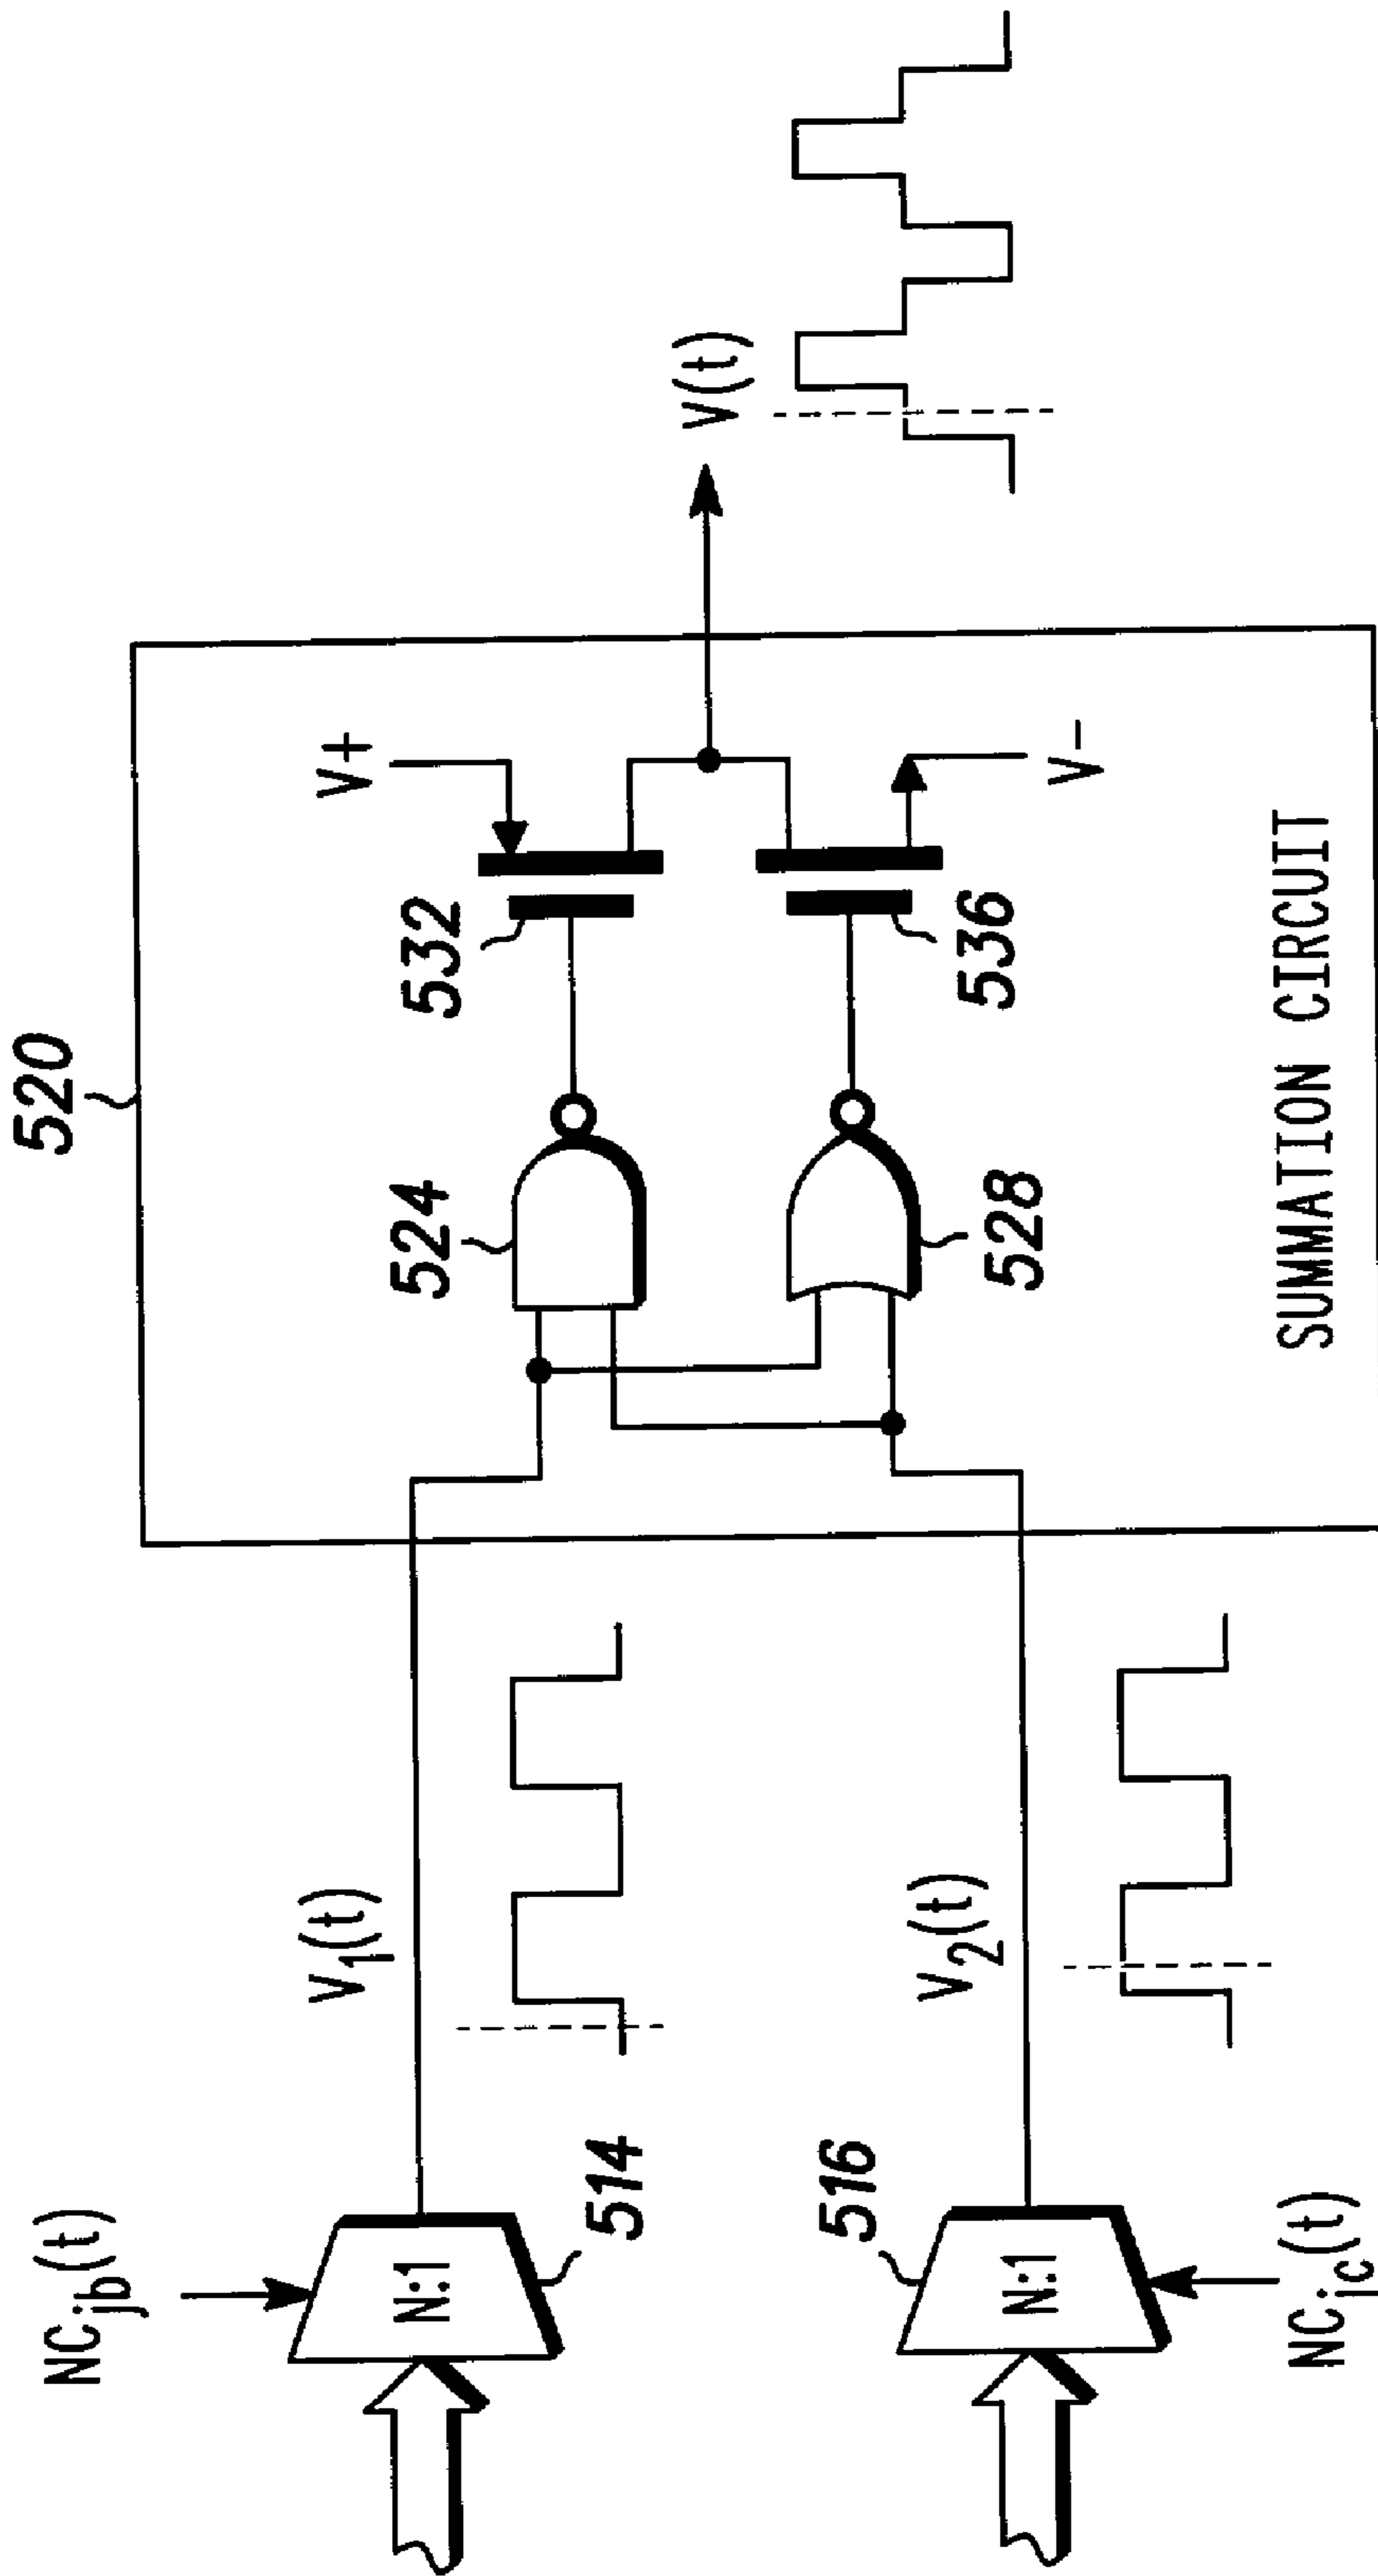 520
NC_jb(t)
N:1
514
V_1(t)
524
532
V+
V(t)
516
N:1
NC_ic(t)
V_2(t)
528
536
V-
SUMMATION CIRCUIT